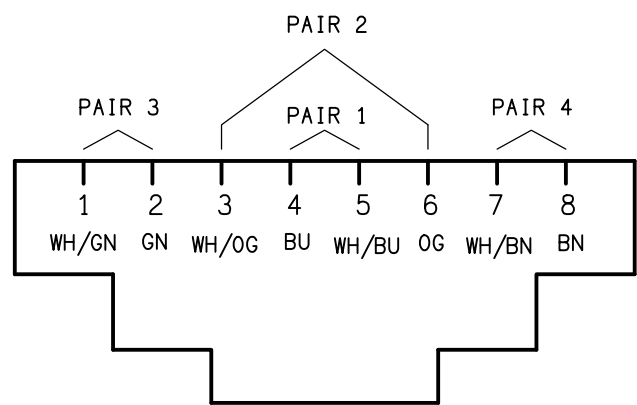 PAIR 2
PAIR 3
PAIR 1
PAIR 4
1 2 3 4 5 6 7 8
WH/GN GN WH/OG BU WH/BU OG WH/BN BN